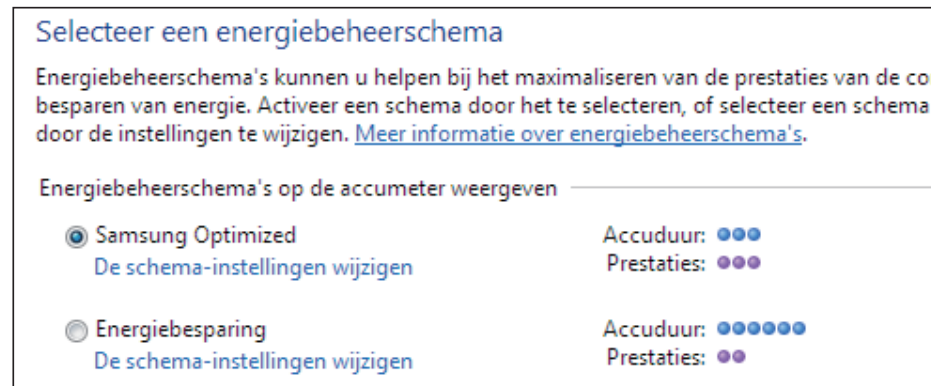 Selecteer een energiebeheerschema
Energiebeheerschema's kunnen u helpen bij het maximaliseren van de prestaties van de co
besparen van energie. Activeer een schema door het te selecteren, of selecteer een schema
door de instellingen te wijzigen. Meer informatie over energiebeheerschema's.
Energiebeheerschema's op de accumeter weergeven
Samsung Optimized Accuduur:
De schema-instellingen wijzigen Prestaties:
Energiebesparing Accuduur:
De schema-instellingen wijzigen Prestaties: